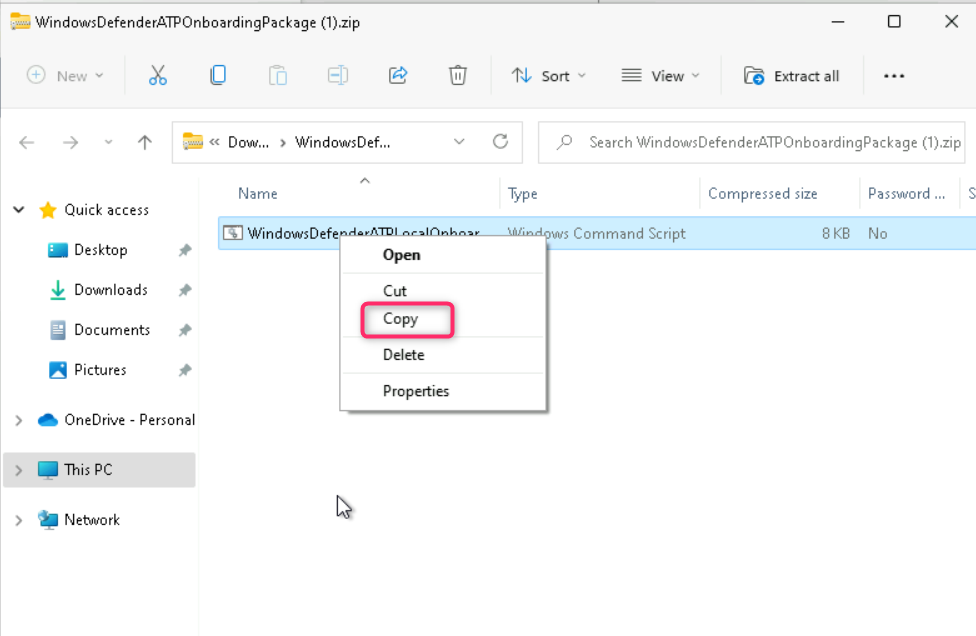 WindowsDefenderATPOnboardingPackage (1).zip
New
Sort
View
Extract all
« Dow... > WindowsDef...
Search WindowsDefenderATPOnboardingPackage (1).zip
Name
Type
Compressed size
Password ...
S
Quick access
WindowsDefenderATPLocalOnboar
Windows Command Script
8 KB
No
Open
Desktop
Cut
Downloads
Copy
Documents
Delete
Pictures
Properties
OneDrive - Personal
This PC
Network